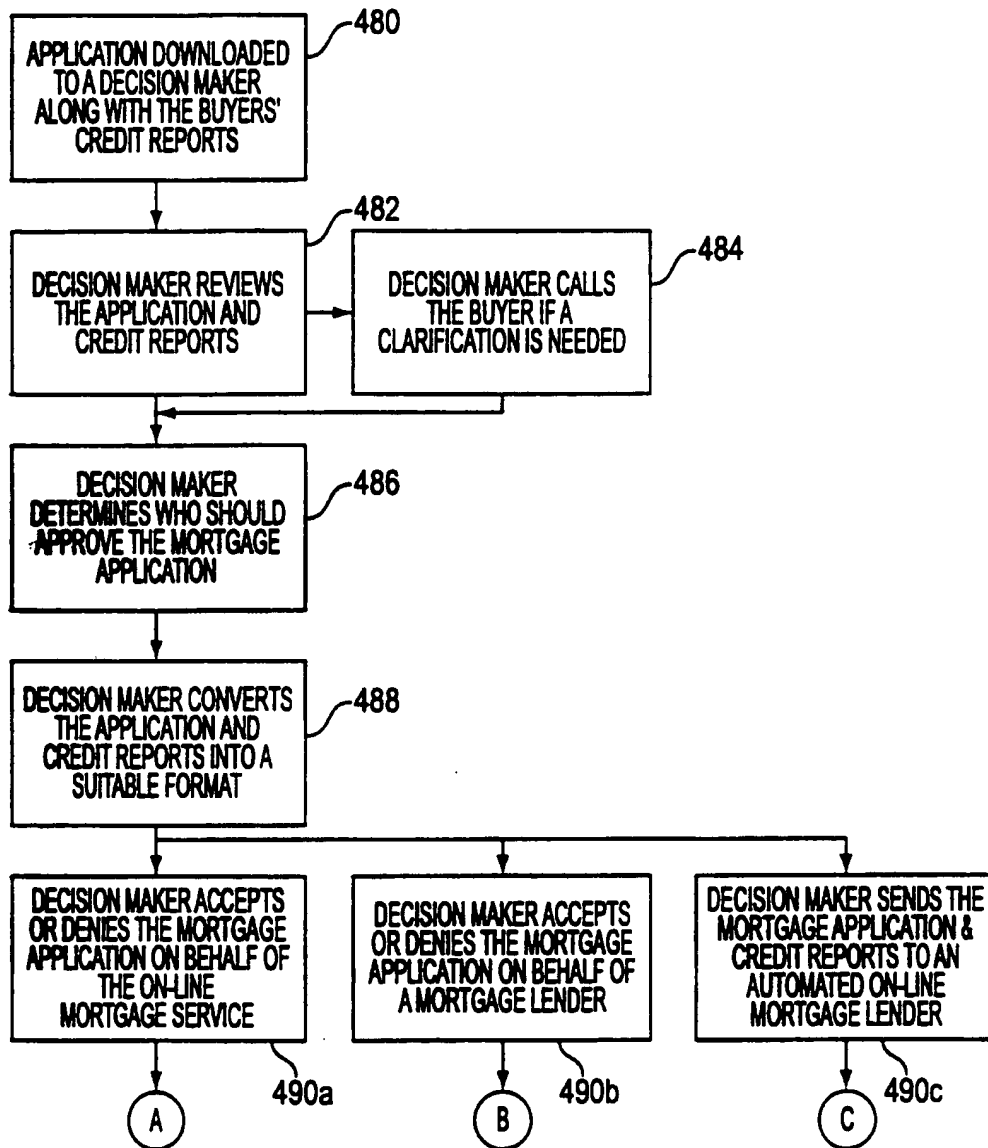 480
APPLICATION DOWNLOADED
TO A DECISION MAKER
ALONG WITH THE BUYERS'
CREDIT REPORTS
482
DECISION MAKER REVIEWS
THE APPLICATION AND
CREDIT REPORTS
484
DECISION MAKER CALLS
THE BUYER IF A
CLARIFICATION IS NEEDED
486
DECISION MAKER
DETERMINES WHO SHOULD
APPROVE THE MORTGAGE
APPLICATION
488
DECISION MAKER CONVERTS
THE APPLICATION AND
CREDIT REPORTS INTO A
SUITABLE FORMAT
DECISION MAKER ACCEPTS
OR DENIES THE MORTGAGE
APPLICATION ON BEHALF OF
THE ON-LINE
MORTGAGE SERVICE
490a
DECISION MAKER ACCEPTS
OR DENIES THE MORTGAGE
APPLICATION ON BEHALF OF
A MORTGAGE LENDER
490b
DECISION MAKER SENDS THE
MORTGAGE APPLICATION &
CREDIT REPORTS TO AN
AUTOMATED ON-LINE
MORTGAGE LENDER
490c
A
B
C